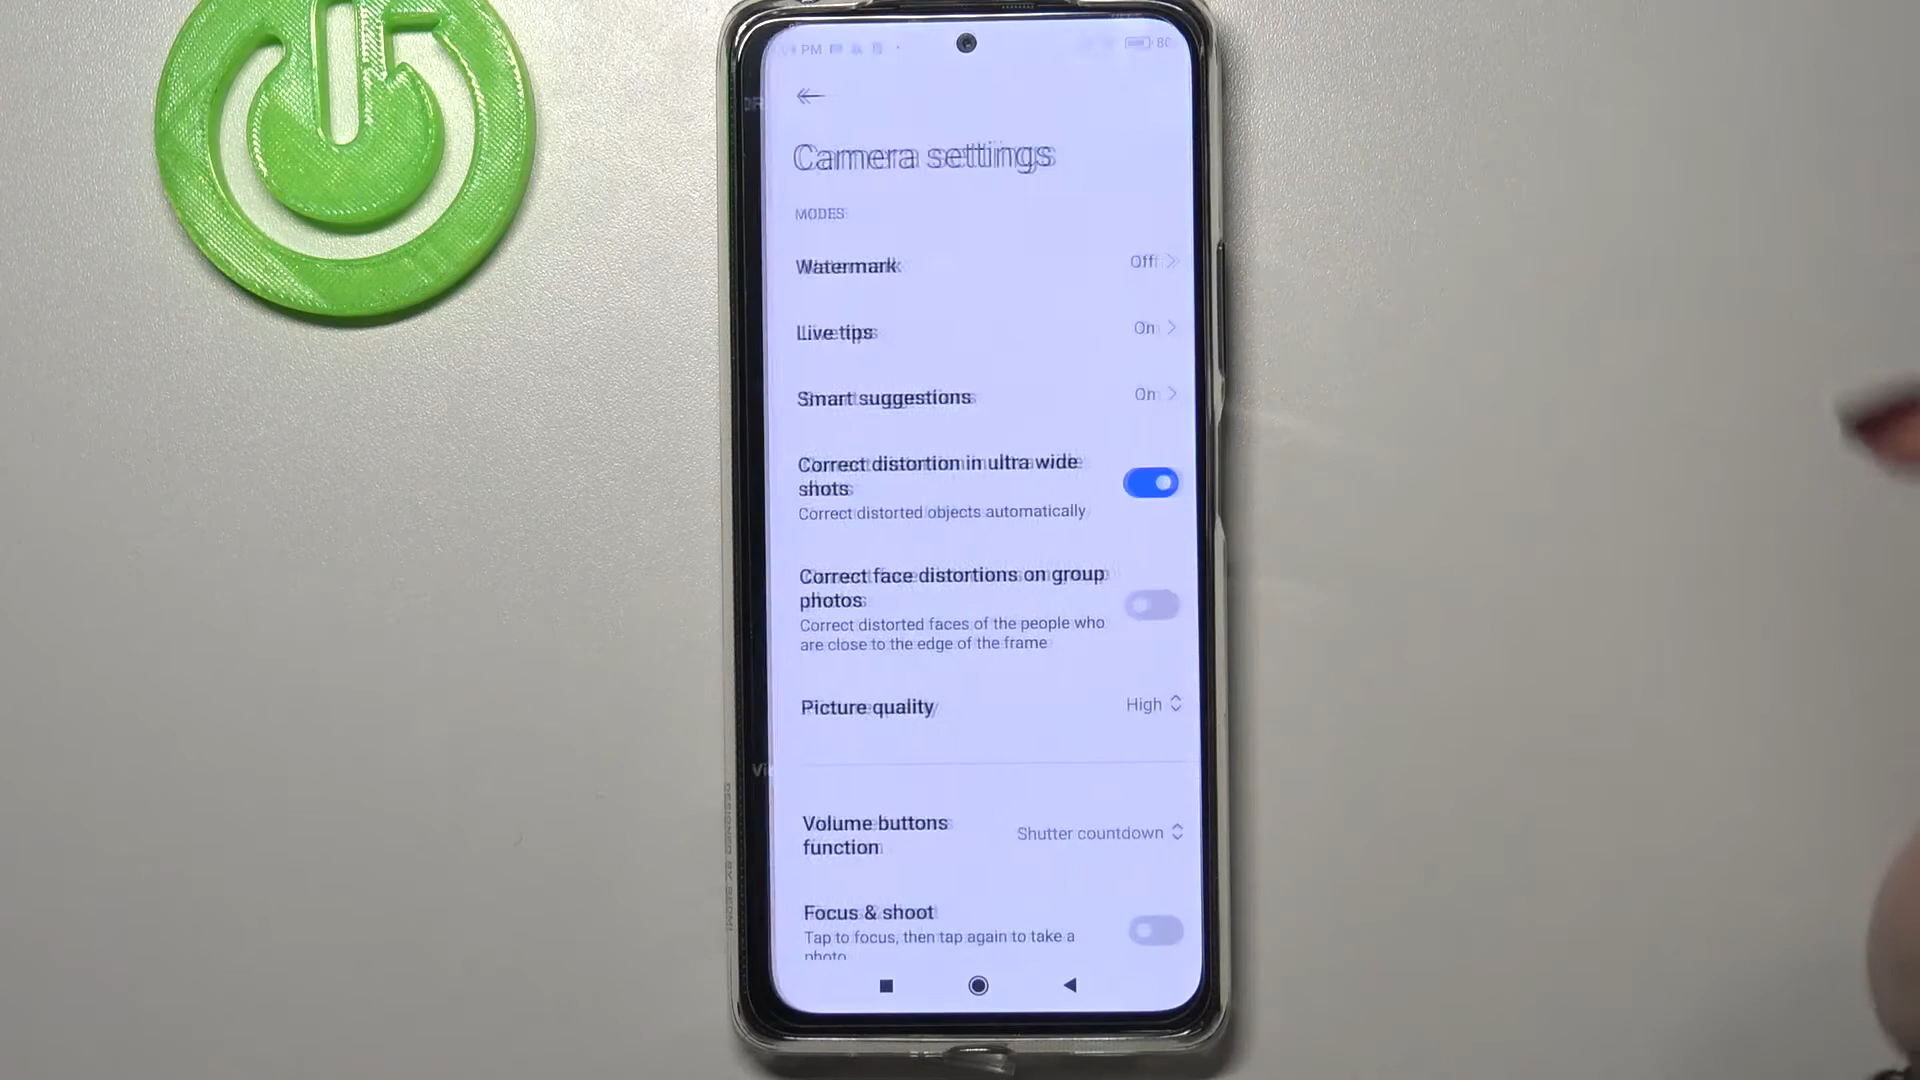 PM
80
Camera settings
MODES
Watermark
Off
Live tips
On
Smart suggestions
On
Correct distortion in ultra wide
shots
Correct distorted objects automatically
Correct face distortions on group
photos
Correct distorted faces of the people who
are close to the edge of the frame
Picture quality
High
Volume buttons
function
Shutter countdown
Focus & shoot
Tap to focus, then tap again to take a
photo